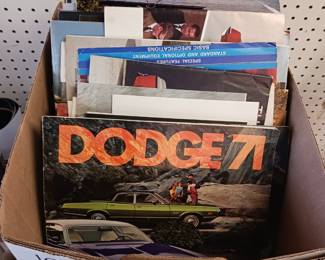 BASIC SPECIFICATIONS
STANDARD AND OPTIONAL EQUIPMENT
SPECIAL FEATURES
DODGE 71